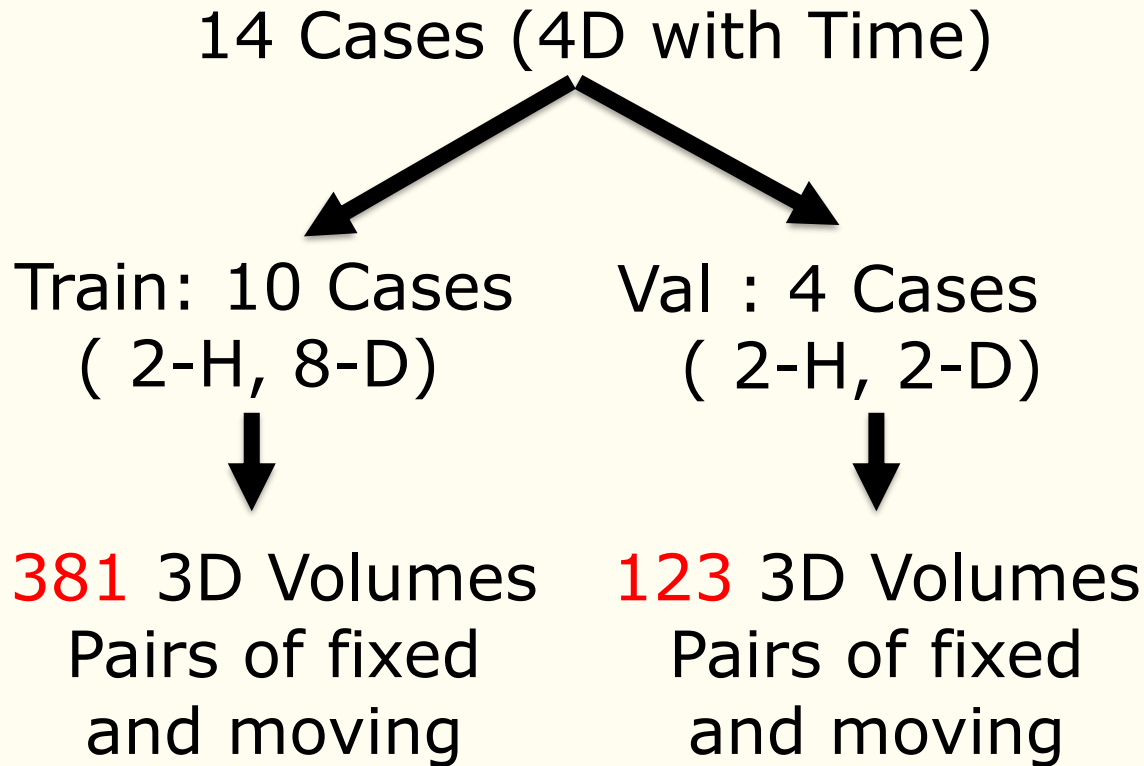 14 Cases (4D with Time)
Train: 10 Cases
( 2-H, 8-D)
Val : 4 Cases
( 2-H, 2-D)
381 3D Volumes
Pairs of fixed
and moving
123 3D Volumes
Pairs of fixed
and moving